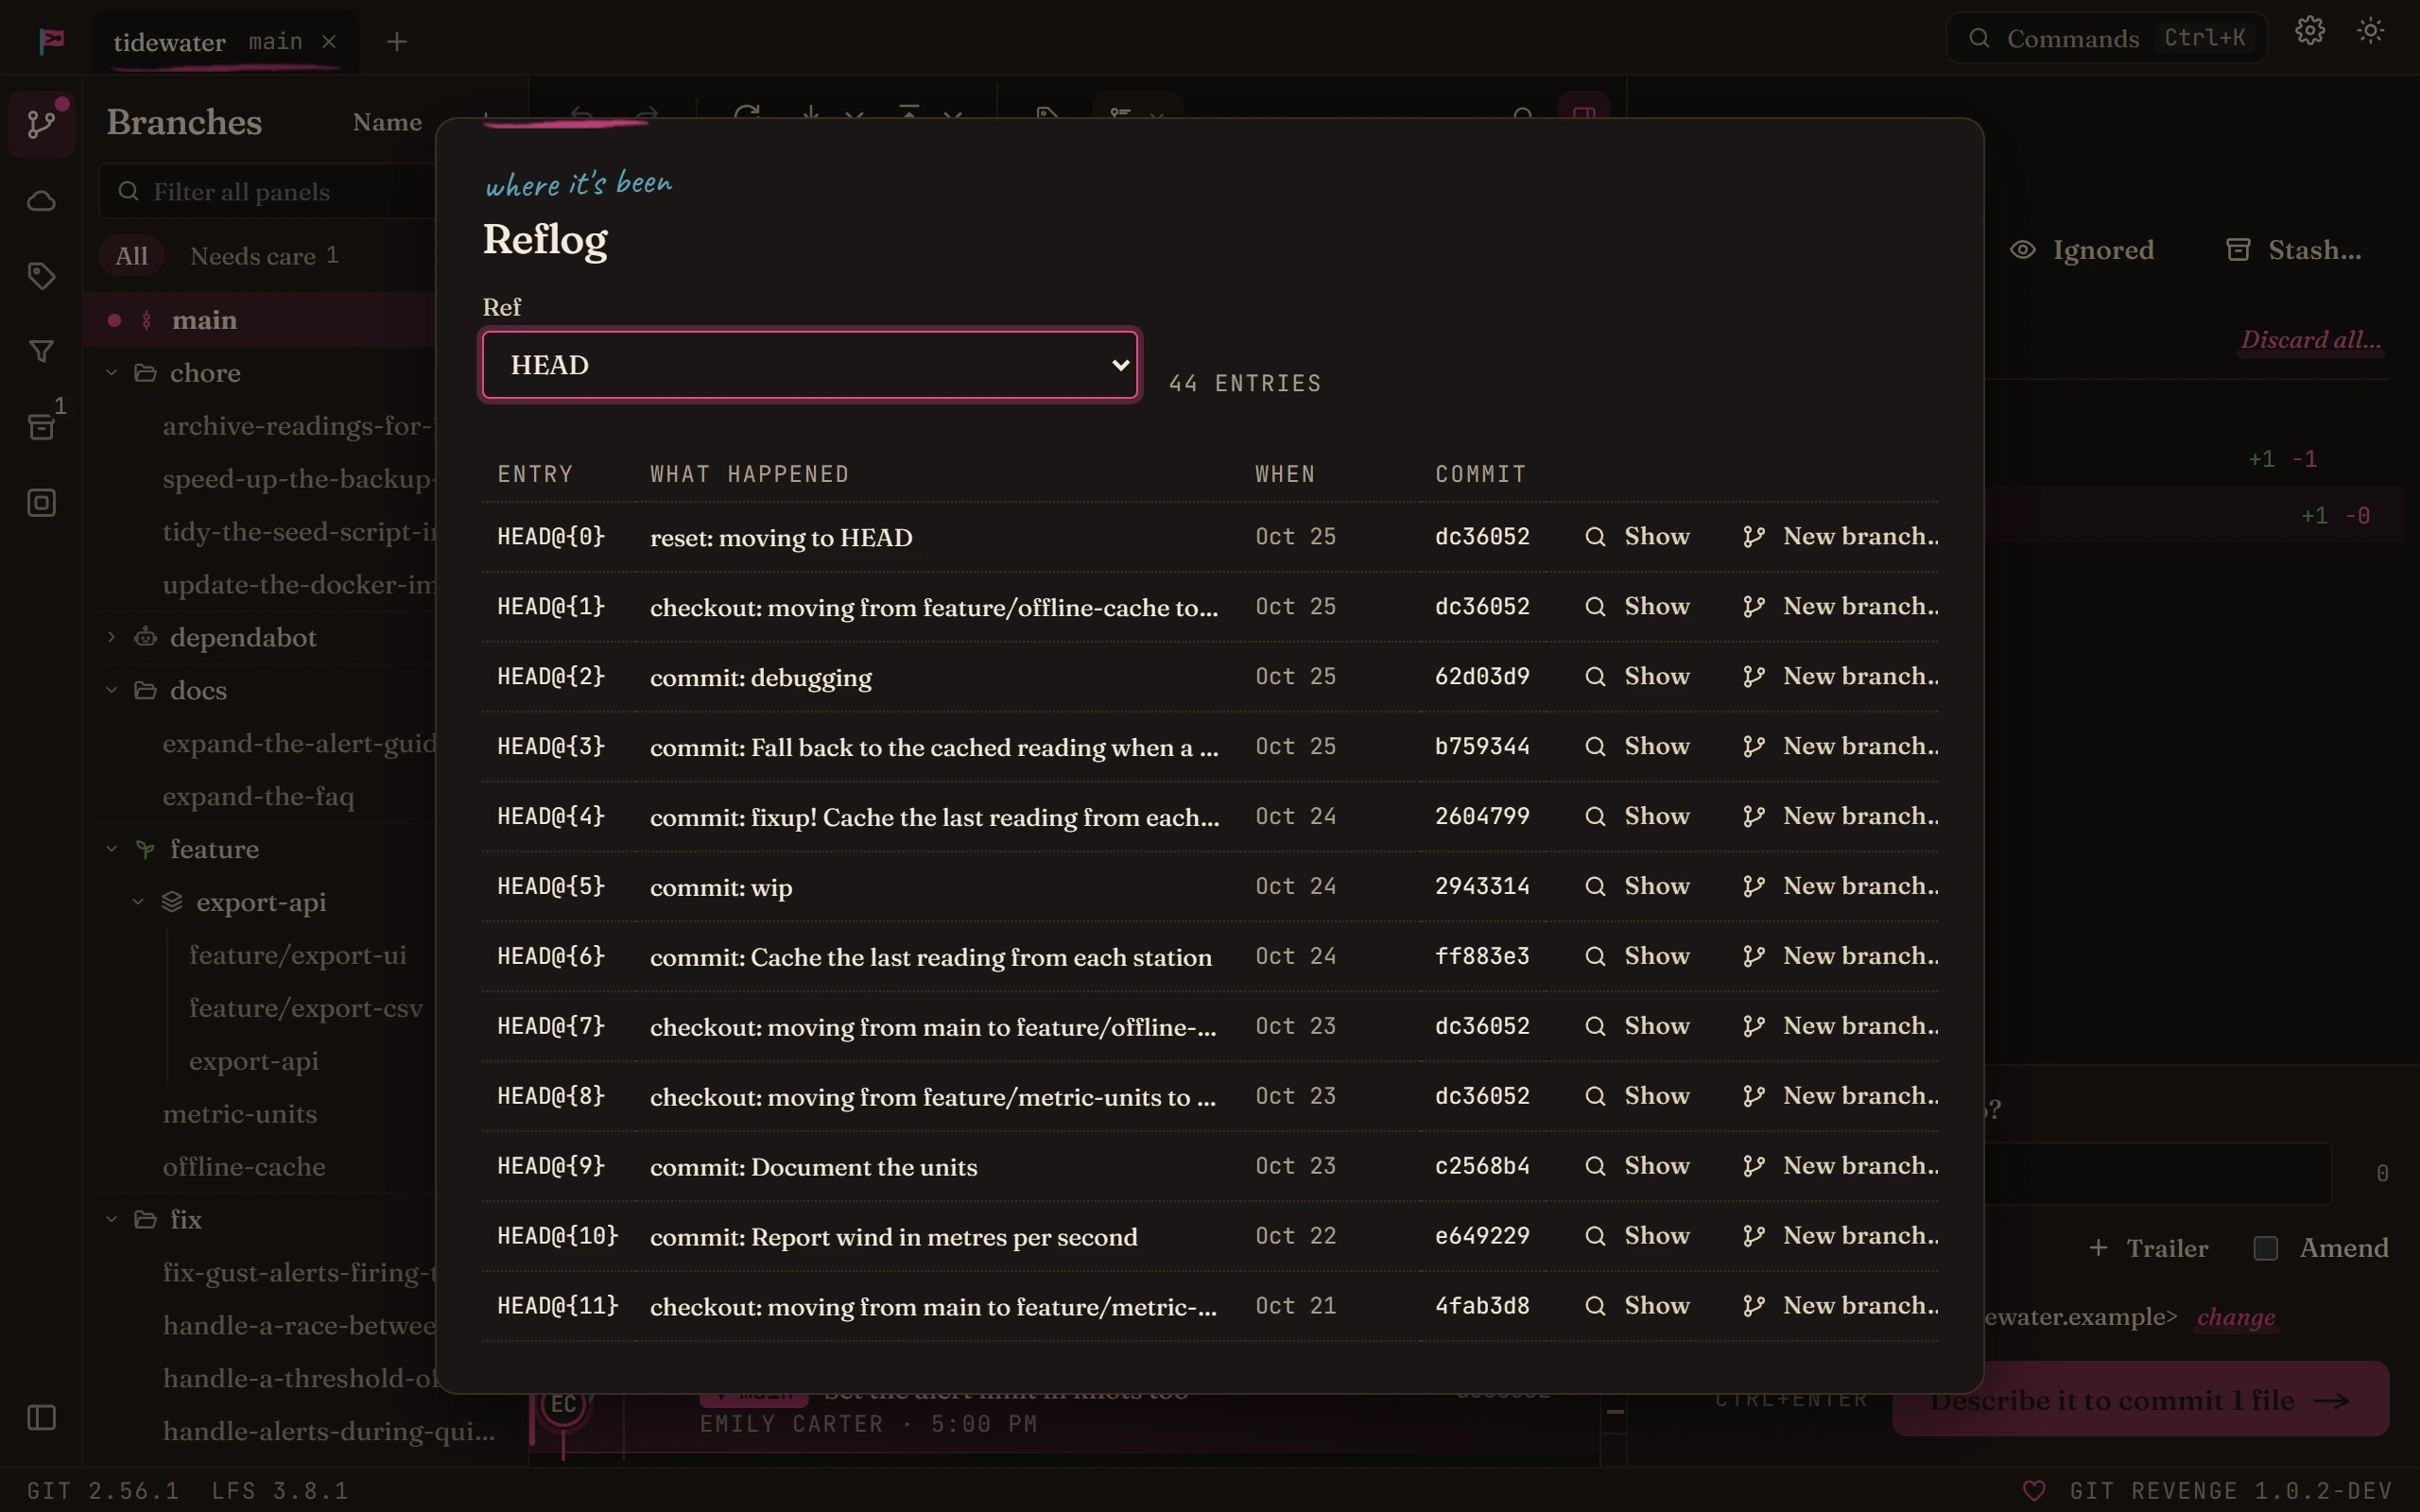 tidewater main
Commands Ctrl+K
Branches Name
Filter all panels
All Needs care 1
1
main
chore
archive-readings-for-
speed-up-the-backup-
tidy-the-seed-script-i
update-the-docker-im
dependabot
docs
expand-the-alert-guid
expand-the-faq
feature
export-api
feature/export-ui
feature/export-csv
export-api
metric-units
offline-cache
fix
fix-gust-alerts-firing-t
handle-a-race-betwee
handle-a-threshold-of
handle-alerts-during-qui...
where it's been
Reflog
Ref
HEAD
44 ENTRIES
ENTRY WHAT HAPPENED WHEN COMMIT
HEAD@{0} reset: moving to HEAD Oct 25 dc36052 Show New branch..
HEAD@{1} checkout: moving from feature/offline-cache to... Oct 25 dc36052 Show New branch..
HEAD@{2} commit: debugging Oct 25 62d03d9 Show New branch..
HEAD@{3} commit: Fall back to the cached reading when a ... Oct 25 b759344 Show New branch..
HEAD@{4} commit: fixup! Cache the last reading from each... Oct 24 2604799 Show New branch..
HEAD@{5} commit: wip Oct 24 2943314 Show New branch..
HEAD@{6} commit: Cache the last reading from each station Oct 24 ff883e3 Show New branch..
HEAD@{7} checkout: moving from main to feature/offline-... Oct 23 dc36052 Show New branch..
HEAD@{8} checkout: moving from feature/metric-units to ... Oct 23 dc36052 Show New branch..
HEAD@{9} commit: Document the units Oct 23 c2568b4 Show New branch..
HEAD@{10} commit: Report wind in metres per second Oct 22 e649229 Show New branch..
HEAD@{11} checkout: moving from main to feature/metric-... Oct 21 4fab3d8 Show New branch..
Ignored Stash...
Discard all...
+1 -1
+1 -0
?
0
Trailer Amend
ewater.example> change
CTRL+ENTER Describe it to commit 1 file
EC main Set the alert limit in knots too
EMILY CARTER · 5:00 PM
GIT 2.56.1 LFS 3.8.1
GIT REVENGE 1.0.2-DEV